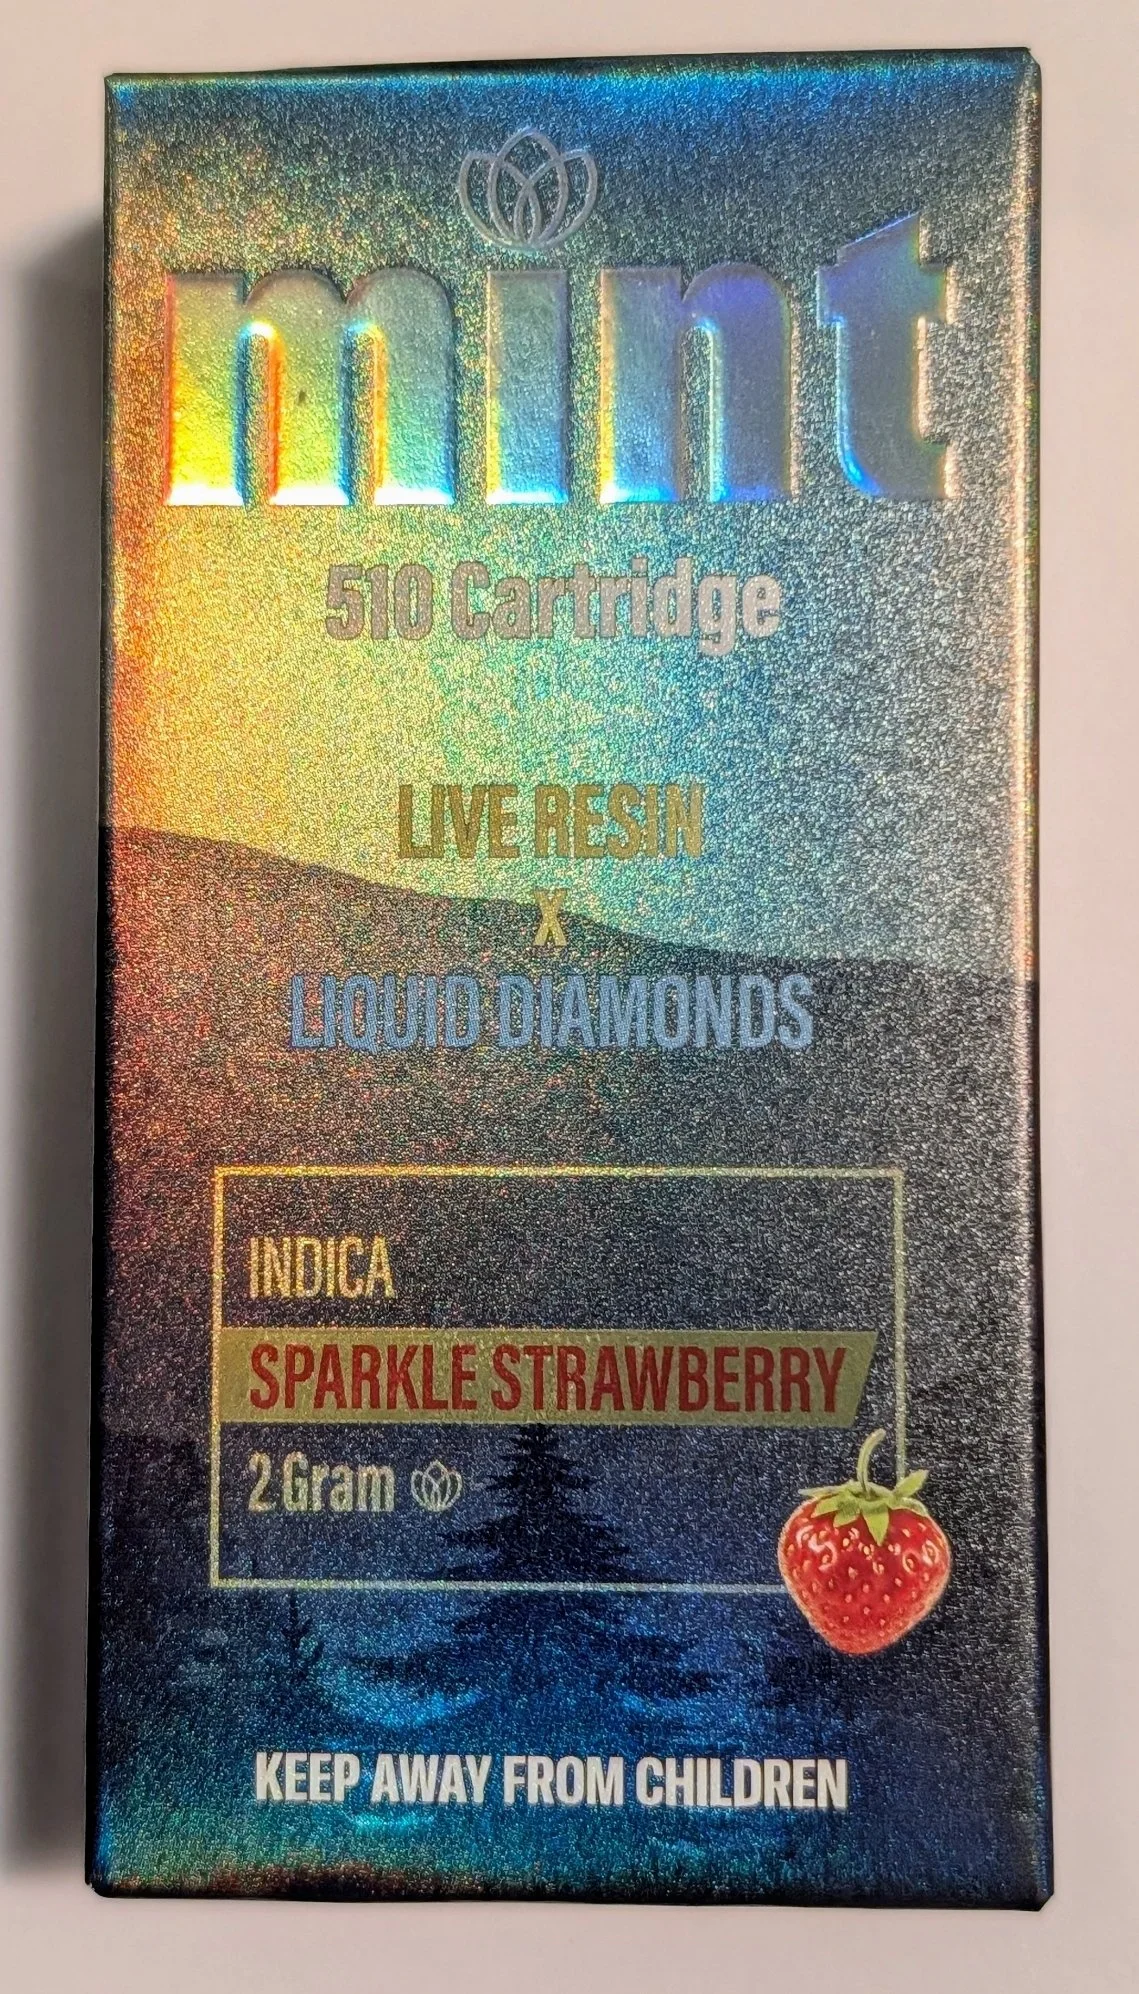 mint
510 Cartridge
LIVE RESIN
X
LIQUID DIAMONDS
INDICA
SPARKLE STRAWBERRY
2 Gram
KEEP AWAY FROM CHILDREN